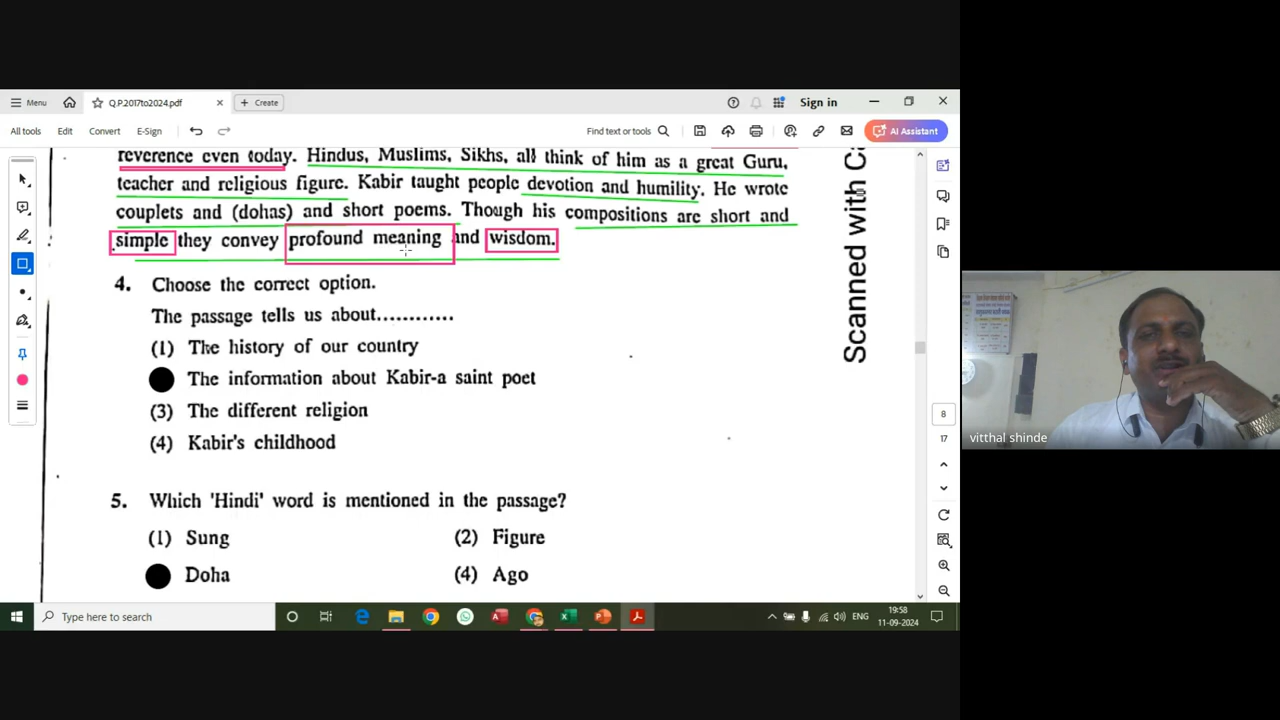 Menu
Q.P.2017to2024.pdf
Create
Sign in
All tools
Edit
Convert
E-Sign
Find text or tools
AI Assistant
reverence even today. Hindus, Muslims, Sikhs, all think of him as a great Guru,
teacher and religious figure. Kabir taught people devotion and humility. He wrote
couplets and (dohas) and short poems. Though his compositions are short and
simple they convey profound meaning and wisdom.
4. Choose the correct option.
The passage tells us about............
(1) The history of our country
The information about Kabir-a saint poet
(3) The different religion
(4) Kabir's childhood
5. Which 'Hindi' word is mentioned in the passage?
(1) Sung
(2) Figure
Doha
(4) Ago
Scanned with
8
17
vitthal shinde
Type here to search
ENG
19:58
11-09-2024